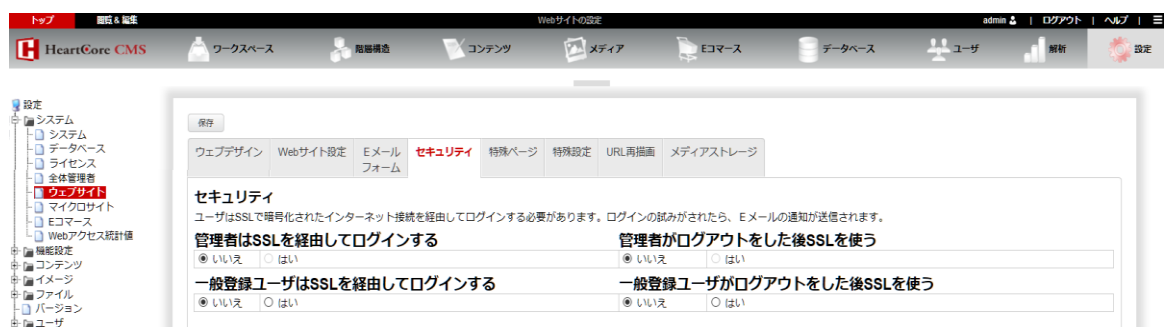 トップ 閲覧 & 編集 Webサイトの設定 admin | ログアウト | ヘルプ |
HeartCore CMS ワークスペース 階層構造 コンテンツ メディア Eコマース データベース ユーザ 解析 設定
設定
システム
システム
データベース
ライセンス
全体管理者
ウェブサイト
マイクロサイト
Eコマース
Webアクセス統計値
機能設定
コンテンツ
イメージ
ファイル
バージョン
ユーザ
保存
ウェブデザイン Webサイト設定 Eメール セキュリティ 特殊ページ 特殊設定 URL再描画 メディアストレージ
フォーム
セキュリティ
ユーザはSSLで暗号化されたインターネット接続を経由してログインする必要があります。ログインの試みがされたら、Eメールの通知が送信されます。
管理者はSSLを経由してログインする 管理者がログアウトをした後SSLを使う
いいえ はい いいえ はい
一般登録ユーザはSSLを経由してログインする 一般登録ユーザがログアウトをした後SSLを使う
いいえ はい いいえ はい